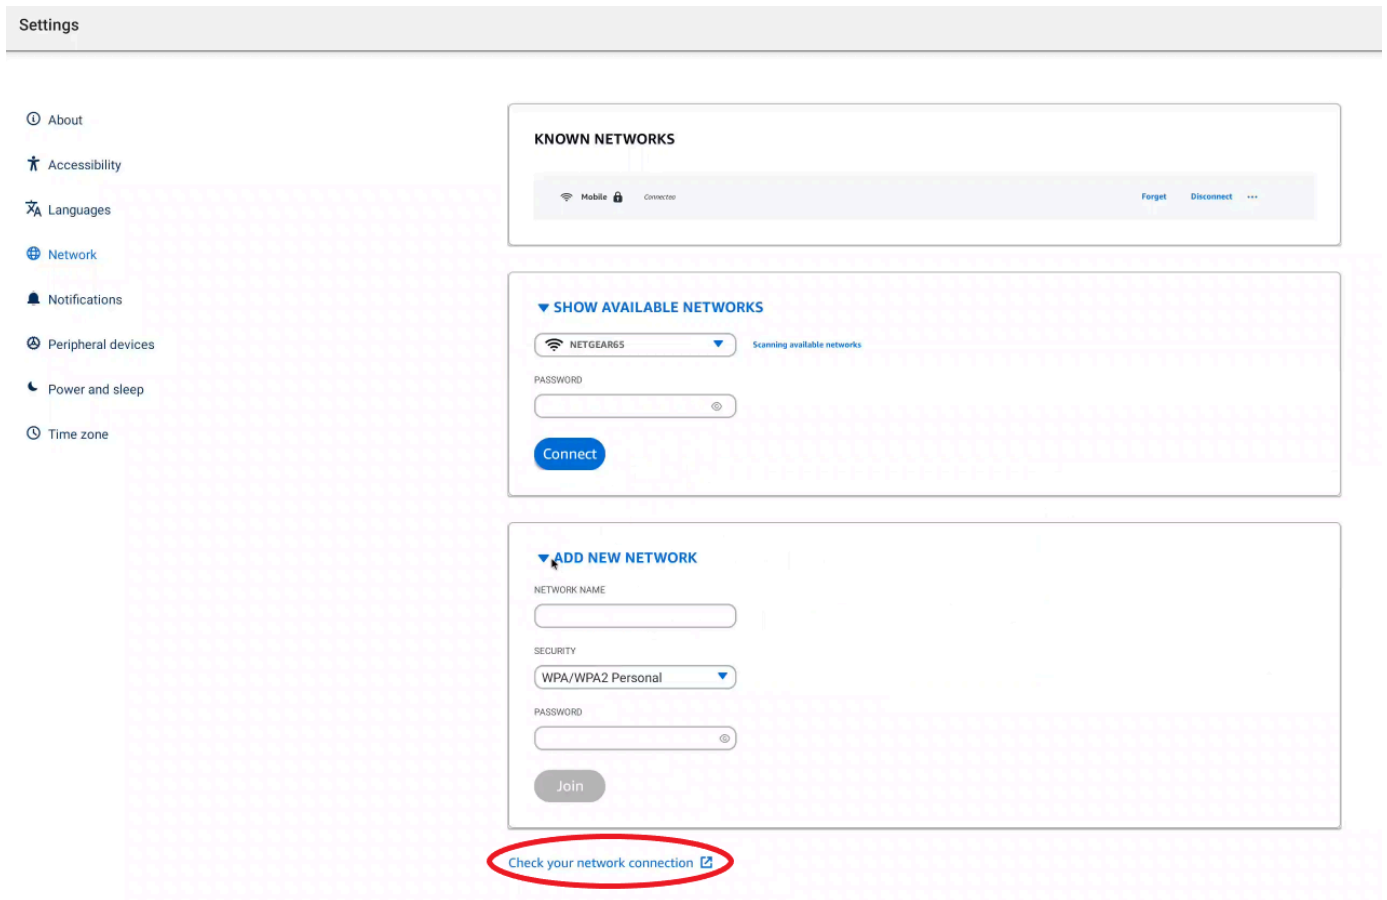 Settings
About
Accessibility
Languages
Network
Notifications
Peripheral devices
Power and sleep
Time zone
KNOWN NETWORKS
Mobile Connected Forget Disconnect ···
SHOW AVAILABLE NETWORKS
NETGEAR65 Scanning available networks
PASSWORD
Connect
ADD NEW NETWORK
NETWORK NAME
SECURITY
WPA/WPA2 Personal
PASSWORD
Join
Check your network connection